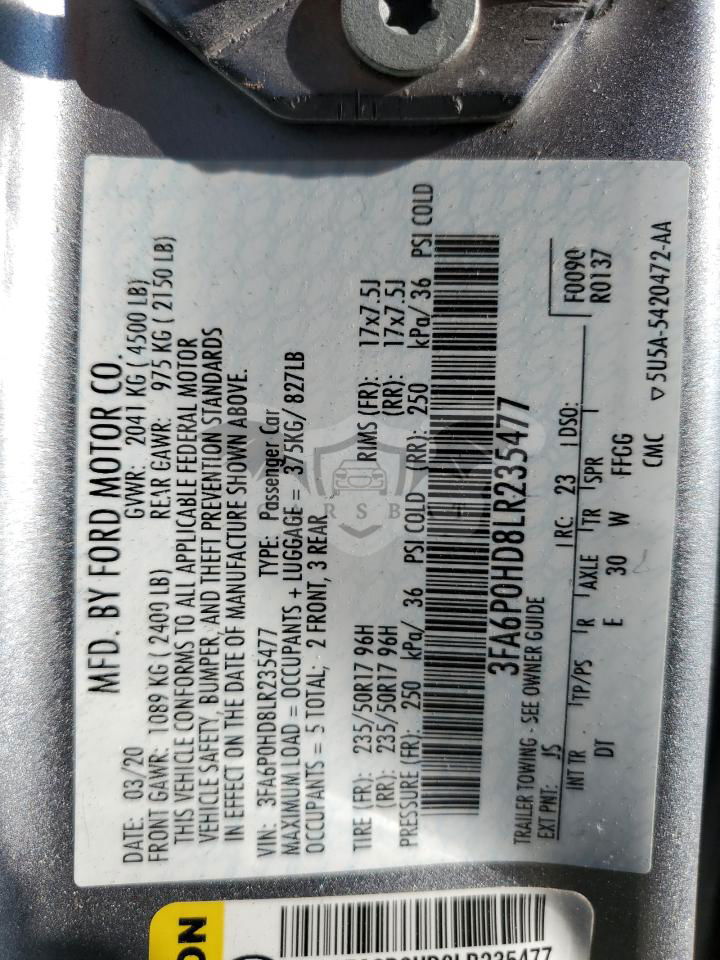 MFD. BY FORD MOTOR CO.
DATE: 03/20 GVWR: 2041 KG ( 4500 LB)
FRONT GAWR: 1089 KG ( 2400 LB) REAR GAWR: 975 KG ( 2150 LB)
THIS VEHICLE CONFORMS TO ALL APPLICABLE FEDERAL MOTOR
VEHICLE SAFETY, BUMPER, AND THEFT PREVENTION STANDARDS
IN EFFECT ON THE DATE OF MANUFACTURE SHOWN ABOVE.
VIN: 3FA6P0HD8LR235477 TYPE: Passenger Car
MAXIMUM LOAD = OCCUPANTS + LUGGAGE = 375KG/ 827LB
OCCUPANTS = 5 TOTAL, 2 FRONT, 3 REAR
TIRE (FR): 235/50R17 96H RIMS (FR): 17x7.5J
(RR): 235/50R17 96H (RR): 17x7.5J
PRESSURE (FR): 250 kPa/ 36 PSI COLD (RR): 250 kPa/ 36 PSI COLD
3FA6P0HD8LR235477
TRAILER TOWING - SEE OWNER GUIDE
F0090
R0137
EXT PNT: JS RC: 23 DSO:
INT TR TP/PS R AXLE TR SPR
DT E 30 W FFGG
CMC
▽ 5U5A-5420472-AA